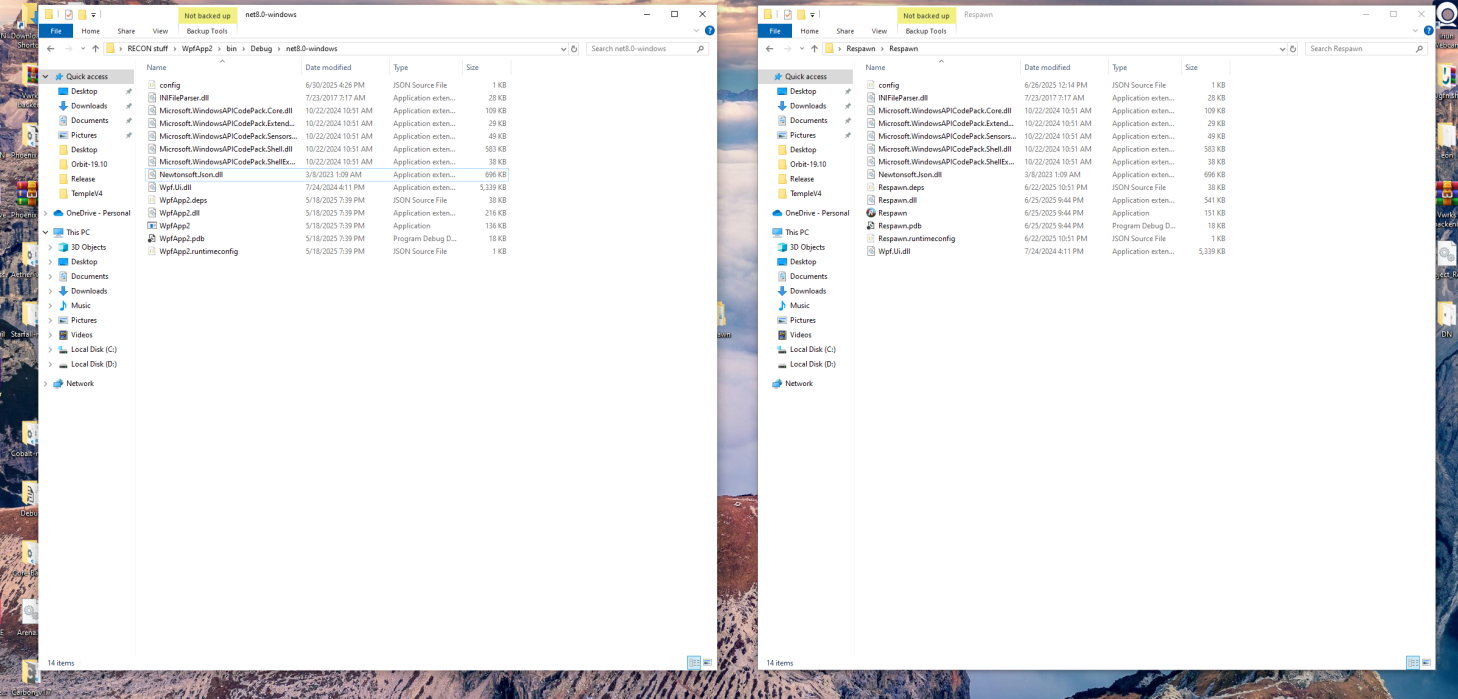 Not backed up net8.0-windows
File Home Share View Backup Tools
RECON stuff > WpfApp2 > bin > Debug > net8.0-windows
Search net8.0-windows
Name Date modified Type Size
Quick access
Desktop
Downloads
Documents
Pictures
Desktop
Orbit-19.10
Release
TempleV4
OneDrive - Personal
This PC
3D Objects
Desktop
Documents
Downloads
Music
Pictures
Videos
Local Disk (C:)
Local Disk (D:)
Network
config 6/30/2025 4:26 PM JSON Source File 1 KB
INIFileParser.dll 7/23/2017 7:17 AM Application exten... 28 KB
Microsoft.WindowsAPICodePack.Core.dll 10/22/2024 10:51 AM Application exten... 109 KB
Microsoft.WindowsAPICodePack.Extend... 10/22/2024 10:51 AM Application exten... 29 KB
Microsoft.WindowsAPICodePack.Sensors... 10/22/2024 10:51 AM Application exten... 49 KB
Microsoft.WindowsAPICodePack.Shell.dll 10/22/2024 10:51 AM Application exten... 583 KB
Microsoft.WindowsAPICodePack.ShellEx... 10/22/2024 10:51 AM Application exten... 38 KB
Newtonsoft.Json.dll 3/8/2023 1:09 AM Application exten... 696 KB
Wpf.Ui.dll 7/24/2024 4:11 PM Application exten... 5,339 KB
WpfApp2.deps 5/18/2025 7:39 PM JSON Source File 38 KB
WpfApp2.dll 5/18/2025 7:39 PM Application exten... 216 KB
WpfApp2 5/18/2025 7:39 PM Application 136 KB
WpfApp2.pdb 5/18/2025 7:39 PM Program Debug D... 18 KB
WpfApp2.runtimeconfig 5/18/2025 7:39 PM JSON Source File 1 KB
14 items
Not backed up Respawn
File Home Share View Backup Tools
Respawn > Respawn
Search Respawn
Name Date modified Type Size
Quick access
Desktop
Downloads
Documents
Pictures
Desktop
Orbit-19.10
Release
TempleV4
OneDrive - Personal
This PC
3D Objects
Desktop
Documents
Downloads
Music
Pictures
Videos
Local Disk (C:)
Local Disk (D:)
Network
config 6/26/2025 12:14 PM JSON Source File 1 KB
INIFileParser.dll 7/23/2017 7:17 AM Application exten... 28 KB
Microsoft.WindowsAPICodePack.Core.dll 10/22/2024 10:51 AM Application exten... 109 KB
Microsoft.WindowsAPICodePack.Extend... 10/22/2024 10:51 AM Application exten... 29 KB
Microsoft.WindowsAPICodePack.Sensors... 10/22/2024 10:51 AM Application exten... 49 KB
Microsoft.WindowsAPICodePack.Shell.dll 10/22/2024 10:51 AM Application exten... 583 KB
Microsoft.WindowsAPICodePack.ShellEx... 10/22/2024 10:51 AM Application exten... 38 KB
Newtonsoft.Json.dll 3/8/2023 1:09 AM Application exten... 696 KB
Respawn.deps 6/22/2025 10:51 PM JSON Source File 38 KB
Respawn.dll 6/25/2025 9:44 PM Application exten... 541 KB
Respawn 6/25/2025 9:44 PM Application 151 KB
Respawn.pdb 6/25/2025 9:44 PM Program Debug D... 18 KB
Respawn.runtimeconfig 6/22/2025 10:51 PM JSON Source File 1 KB
Wpf.Ui.dll 7/24/2024 4:11 PM Application exten... 5,339 KB
14 items